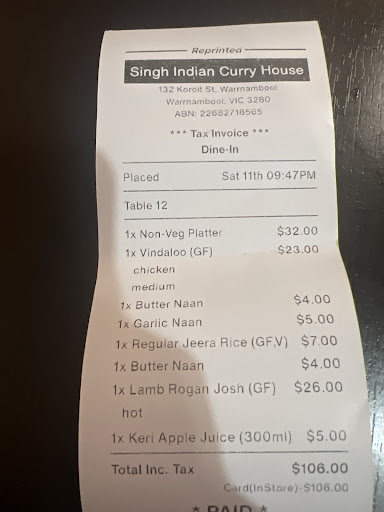 Reprinted
Singh Indian Curry House
132 Koroit St, Warrnambool
Warrnambool, VIC 3280
ABN: 22682718565
*** Tax Invoice ***
Dine-In
Placed Sat 11th 09:47PM
Table 12
1x Non-Veg Platter $32.00
1x Vindaloo (GF) $23.00
chicken
medium
1x Butter Naan $4.00
1x Garlic Naan $5.00
1x Regular Jeera Rice (GF,V) $7.00
1x Butter Naan $4.00
1x Lamb Rogan Josh (GF) $26.00
hot
1x Keri Apple Juice (300ml) $5.00
Total Inc. Tax $106.00
Card(InStore)-$106.00
* PAID *